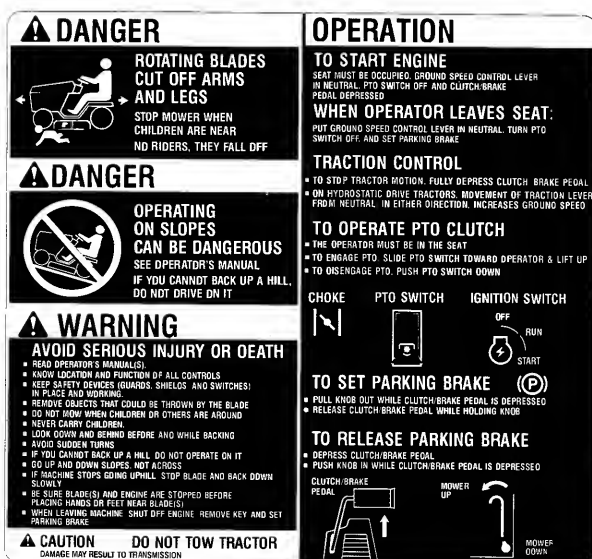 DANGER
ROTATING BLADES
CUT OFF ARMS
AND LEGS
STOP MOWER WHEN
CHILDREN ARE NEAR
NO RIDERS, THEY FALL OFF
DANGER
OPERATING
ON SLOPES
CAN BE DANGEROUS
SEE OPERATOR'S MANUAL
IF YOU CANNOT BACK UP A HILL,
DO NOT DRIVE ON IT
WARNING
AVOID SERIOUS INJURY OR DEATH
▪ READ OPERATOR'S MANUAL(S).
▪ KNOW LOCATION AND FUNCTION OF ALL CONTROLS
▪ KEEP SAFETY DEVICES (GUARDS, SHIELDS AND SWITCHES)
IN PLACE AND WORKING.
▪ REMOVE OBJECTS THAT COULD BE THROWN BY THE BLADE
▪ DO NOT MOW WHEN CHILDREN OR OTHERS ARE AROUND
▪ NEVER CARRY CHILDREN.
▪ LOOK DOWN AND BEHIND BEFORE AND WHILE BACKING
▪ AVOID SUDDEN TURNS
▪ IF YOU CANNOT BACK UP A HILL DO NOT OPERATE ON IT
▪ GO UP AND DOWN SLOPES, NOT ACROSS
▪ IF MACHINE STOPS GOING UPHILL STOP BLADE AND BACK DOWN
SLOWLY
▪ BE SURE BLADE(S) AND ENGINE ARE STOPPED BEFORE
PLACING HANDS OR FEET NEAR BLADE(S)
▪ WHEN LEAVING MACHINE SHUT OFF ENGINE REMOVE KEY AND SET
PARKING BRAKE
CAUTION DO NOT TOW TRACTOR
DAMAGE MAY RESULT TO TRANSMISSION
OPERATION
TO START ENGINE
SEAT MUST BE OCCUPIED. GROUND SPEED CONTROL LEVER
IN NEUTRAL. PTO SWITCH OFF AND CLUTCH/BRAKE
PEDAL DEPRESSED
WHEN OPERATOR LEAVES SEAT:
PUT GROUND SPEED CONTROL LEVER IN NEUTRAL. TURN PTO
SWITCH OFF, AND SET PARKING BRAKE
TRACTION CONTROL
▪ TO STOP TRACTOR MOTION, FULLY DEPRESS CLUTCH BRAKE PEDAL
▪ ON HYDROSTATIC DRIVE TRACTORS, MOVEMENT OF TRACTION LEVER
FROM NEUTRAL IN EITHER DIRECTION, INCREASES GROUND SPEED
TO OPERATE PTO CLUTCH
▪ THE OPERATOR MUST BE IN THE SEAT
▪ TO ENGAGE PTO, SLIDE PTO SWITCH TOWARD OPERATOR & LIFT UP
▪ TO DISENGAGE PTO, PUSH PTO SWITCH DOWN
CHOKE PTO SWITCH IGNITION SWITCH
OFF
RUN
START
TO SET PARKING BRAKE (P)
▪ PULL KNOB OUT WHILE CLUTCH/BRAKE PEDAL IS DEPRESSED
▪ RELEASE CLUTCH/BRAKE PEDAL WHILE HOLDING KNOB
TO RELEASE PARKING BRAKE
▪ DEPRESS CLUTCH/BRAKE PEDAL
▪ PUSH KNOB IN WHILE CLUTCH/BRAKE PEDAL IS DEPRESSED
CLUTCH/BRAKE
PEDAL
MOWER
UP
MOWER
DOWN